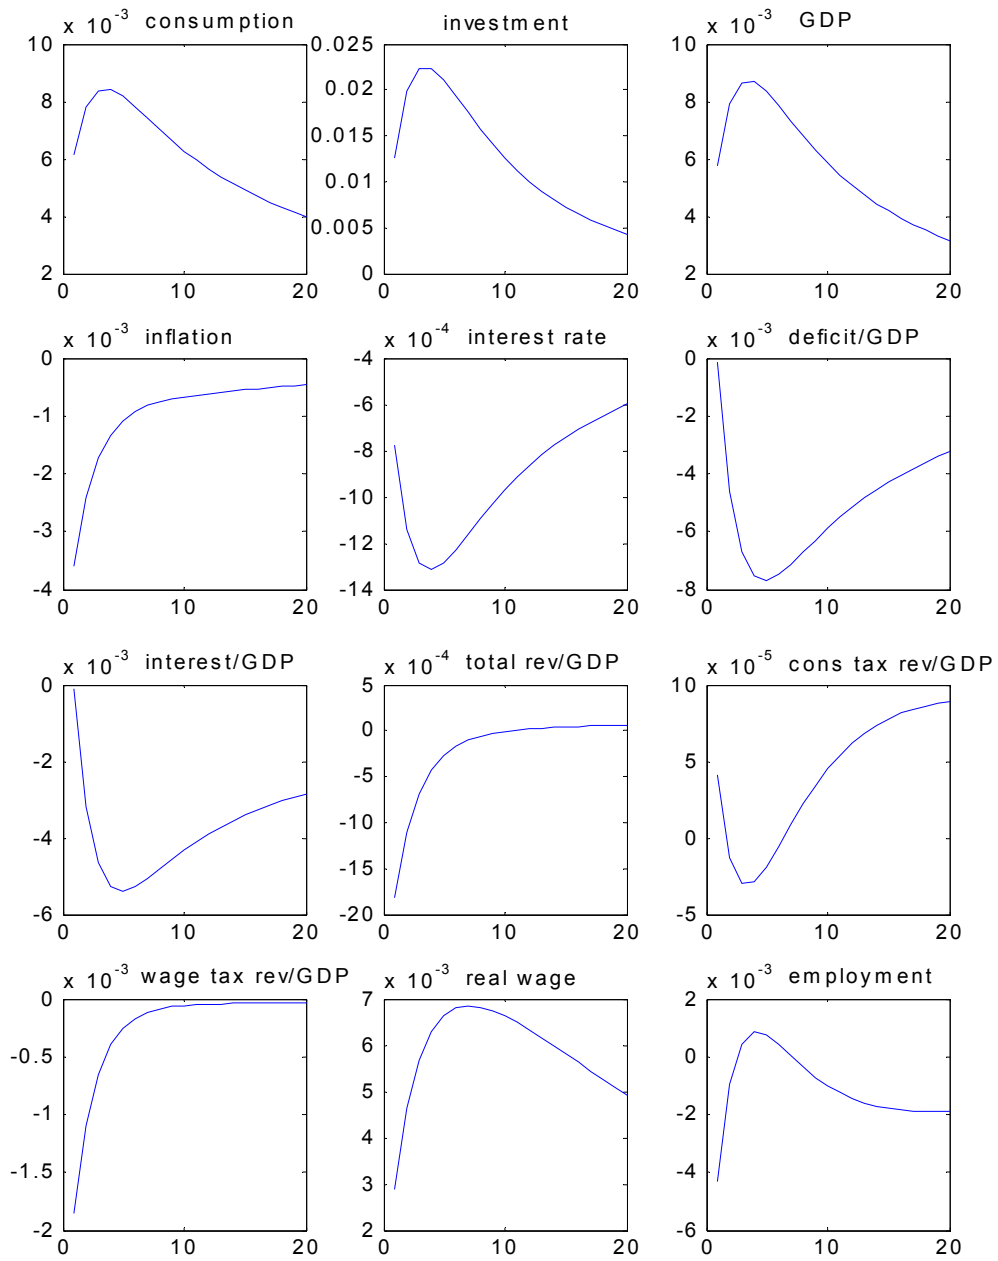 x 10-3 consumption
10
8
6
4
2
0 10 20
investment
0.025
0.02
0.015
0.01
0.005
0
0 10 20
x 10-3 GDP
10
8
6
4
2
0 10 20
x 10-3 inflation
0
-1
-2
-3
-4
0 10 20
x 10-4 interest rate
-4
-6
-8
-10
-12
-14
0 10 20
x 10-3 deficit/GDP
0
-2
-4
-6
-8
0 10 20
x 10-3 interest/GDP
0
-2
-4
-6
0 10 20
x 10-4 total rev/GDP
5
0
-5
-10
-15
-20
0 10 20
x 10-5 cons tax rev/GDP
10
5
0
-5
0 10 20
x 10-3 wage tax rev/GDP
0
-0.5
-1
-1.5
-2
0 10 20
x 10-3 real wage
7
6
5
4
3
2
0 10 20
x 10-3 employment
2
0
-2
-4
-6
0 10 20